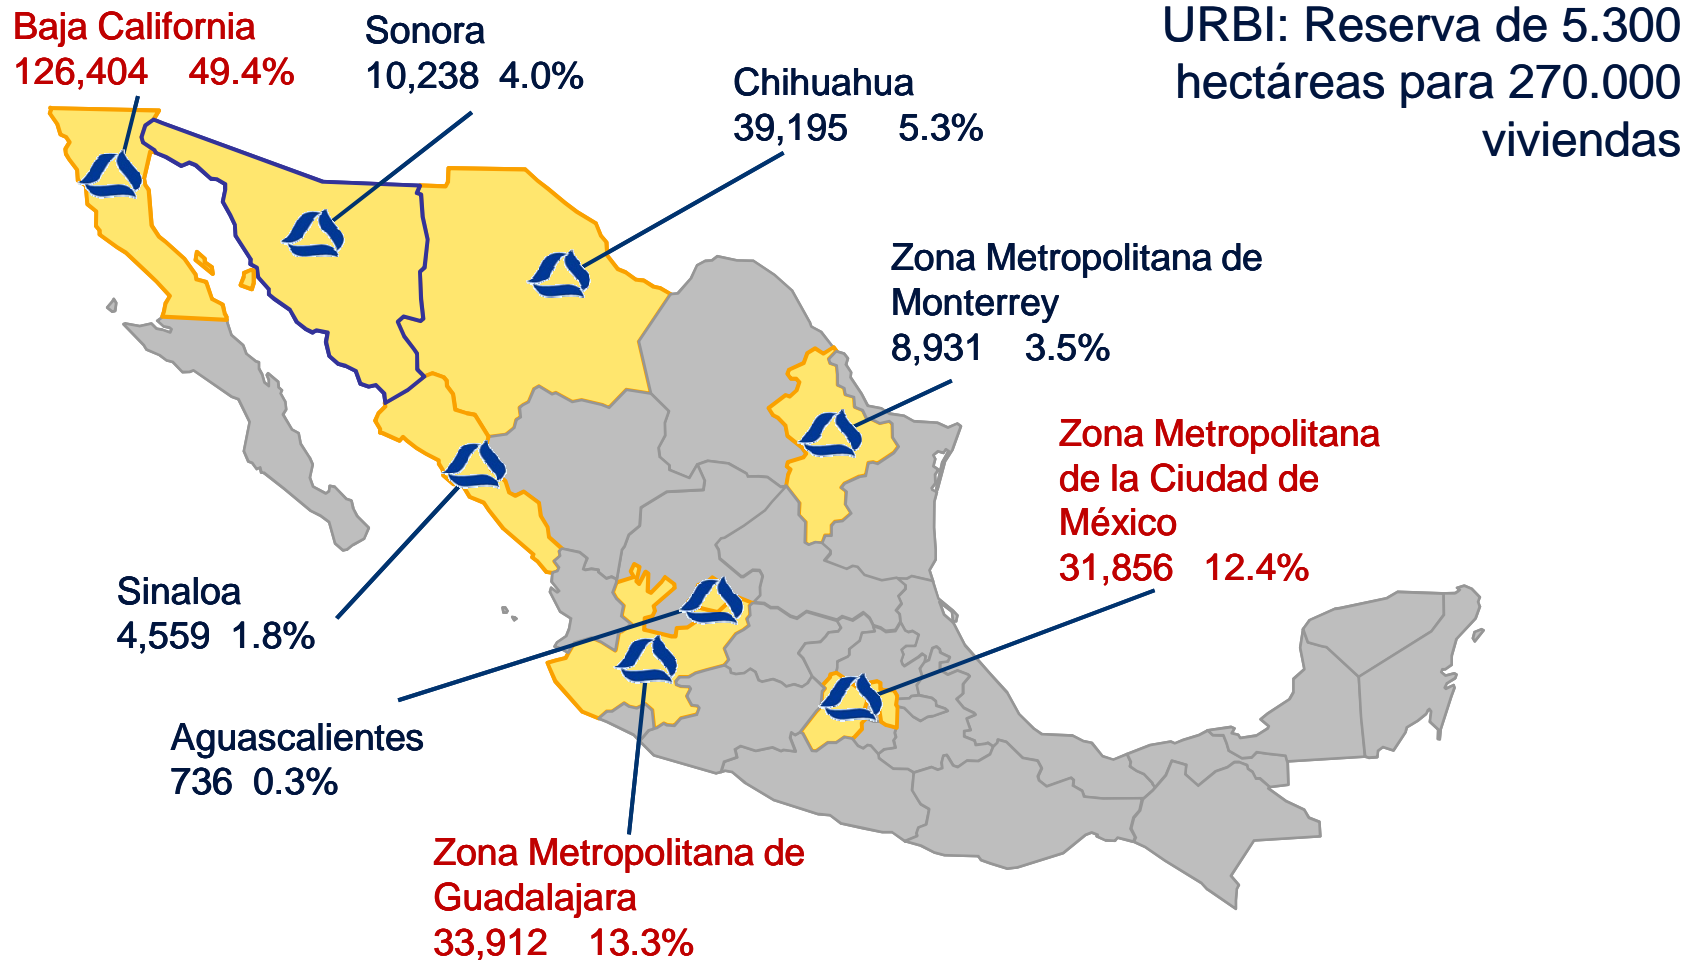 URBI: Reserva de 5.300
hectáreas para 270.000
viviendas
Baja California
126,404 49.4%
Sonora
10,238 4.0%
Chihuahua
39,195 5.3%
Zona Metropolitana de
Monterrey
8,931 3.5%
Zona Metropolitana
de la Ciudad de
México
31,856 12.4%
Sinaloa
4,559 1.8%
Aguascalientes
736 0.3%
Zona Metropolitana de
Guadalajara
33,912 13.3%